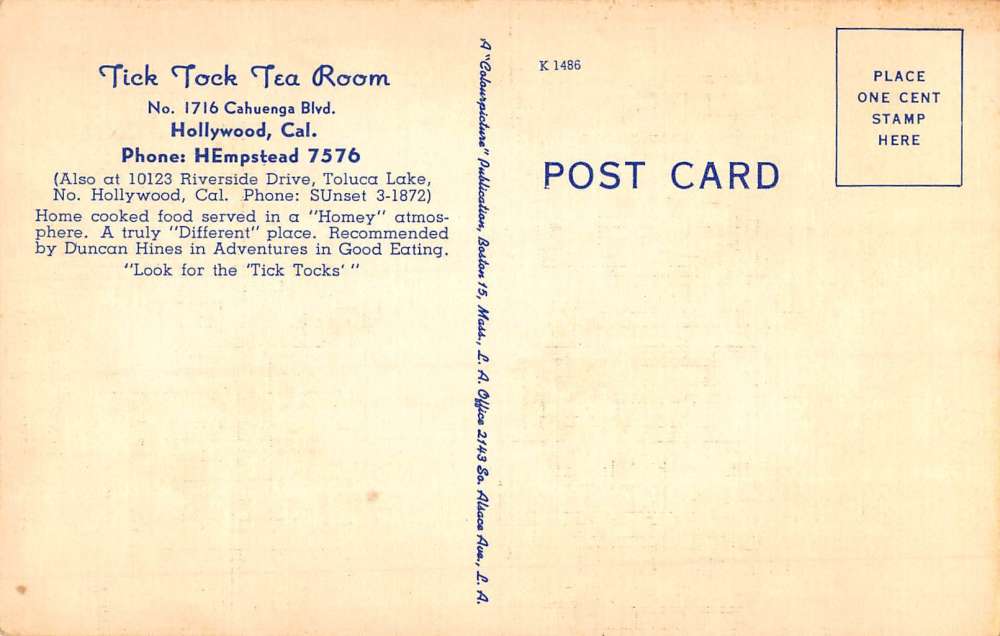 Tick Tock Tea Room
No. 1716 Cahuenga Blvd.
Hollywood, Cal.
Phone: HEmpstead 7576
(Also at 10123 Riverside Drive, Toluca Lake,
No. Hollywood, Cal. Phone: SUnset 3-1872)
Home cooked food served in a "Homey" atmos-
phere. A truly "Different" place. Recommended
by Duncan Hines in Adventures in Good Eating.
"Look for the 'Tick Tocks' "
A "Colourpicture" Publication, Boston 15, Mass., L. A. Office 2143 So. Alsace Ave., L. A.
K 1486
POST CARD
PLACE
ONE CENT
STAMP
HERE